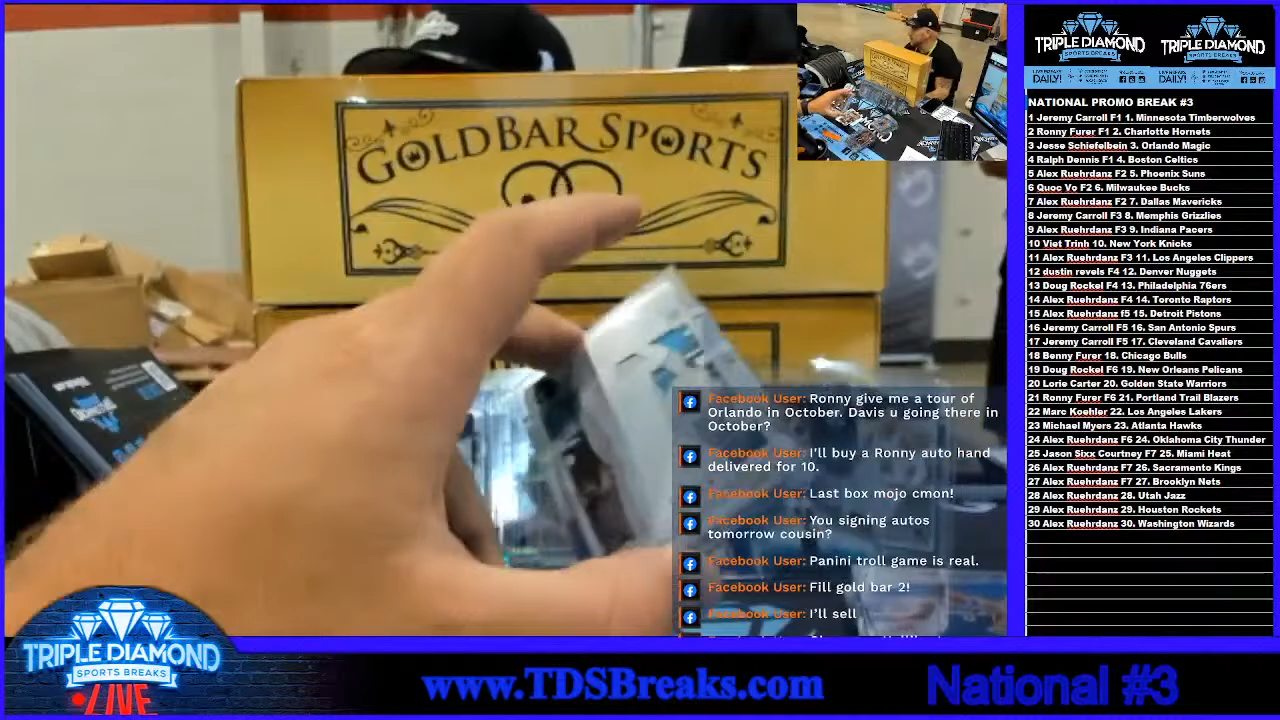 GOLDBAR SPORTS
TRIPLE DIAMOND
SPORTS BREAKS
TRIPLE DIAMOND
SPORTS BREAKS
DAILY!
DAILY!
NATIONAL PROMO BREAK #3
1 Jeremy Carroll F1 1. Minnesota Timberwolves
2 Ronny Furer F1 2. Charlotte Hornets
3 Jesse Schiefelbein 3. Orlando Magic
4 Ralph Dennis F1 4. Boston Celtics
5 Alex Ruehrdanz F2 5. Phoenix Suns
6 Quoc Vo F2 6. Milwaukee Bucks
7 Alex Ruehrdanz F2 7. Dallas Mavericks
8 Jeremy Carroll F3 8. Memphis Grizzlies
9 Alex Ruehrdanz F3 9. Indiana Pacers
10 Viet Trinh 10. New York Knicks
11 Alex Ruehrdanz F3 11. Los Angeles Clippers
12 dustin revels F4 12. Denver Nuggets
13 Doug Rockel F4 13. Philadelphia 76ers
14 Alex Ruehrdanz F4 14. Toronto Raptors
15 Alex Ruehrdanz f5 15. Detroit Pistons
16 Jeremy Carroll F5 16. San Antonio Spurs
17 Jeremy Carroll F5 17. Cleveland Cavaliers
18 Benny Furer 18. Chicago Bulls
19 Doug Rockel F6 19. New Orleans Pelicans
20 Lorie Carter 20. Golden State Warriors
21 Ronny Furer F6 21. Portland Trail Blazers
22 Marc Koehler 22. Los Angeles Lakers
23 Michael Myers 23. Atlanta Hawks
24 Alex Ruehrdanz F6 24. Oklahoma City Thunder
25 Jason Sixx Courtney F7 25. Miami Heat
26 Alex Ruehrdanz F7 26. Sacramento Kings
27 Alex Ruehrdanz F7 27. Brooklyn Nets
28 Alex Ruehrdanz 28. Utah Jazz
29 Alex Ruehrdanz 29. Houston Rockets
30 Alex Ruehrdanz 30. Washington Wizards
Facebook User: Ronny give me a tour of
Orlando in October. Davis u going there in
October?
Facebook User: I'll buy a Ronny auto hand
delivered for 10.
Facebook User: Last box mojo cmon!
Facebook User: You signing autos
tomorrow cousin?
Facebook User: Panini troll game is real.
Facebook User: Fill gold bar 2!
Facebook User: I'll sell
TRIPLE DIAMOND
SPORTS BREAKS
LIVE
www.TDSBreaks.com
National #3